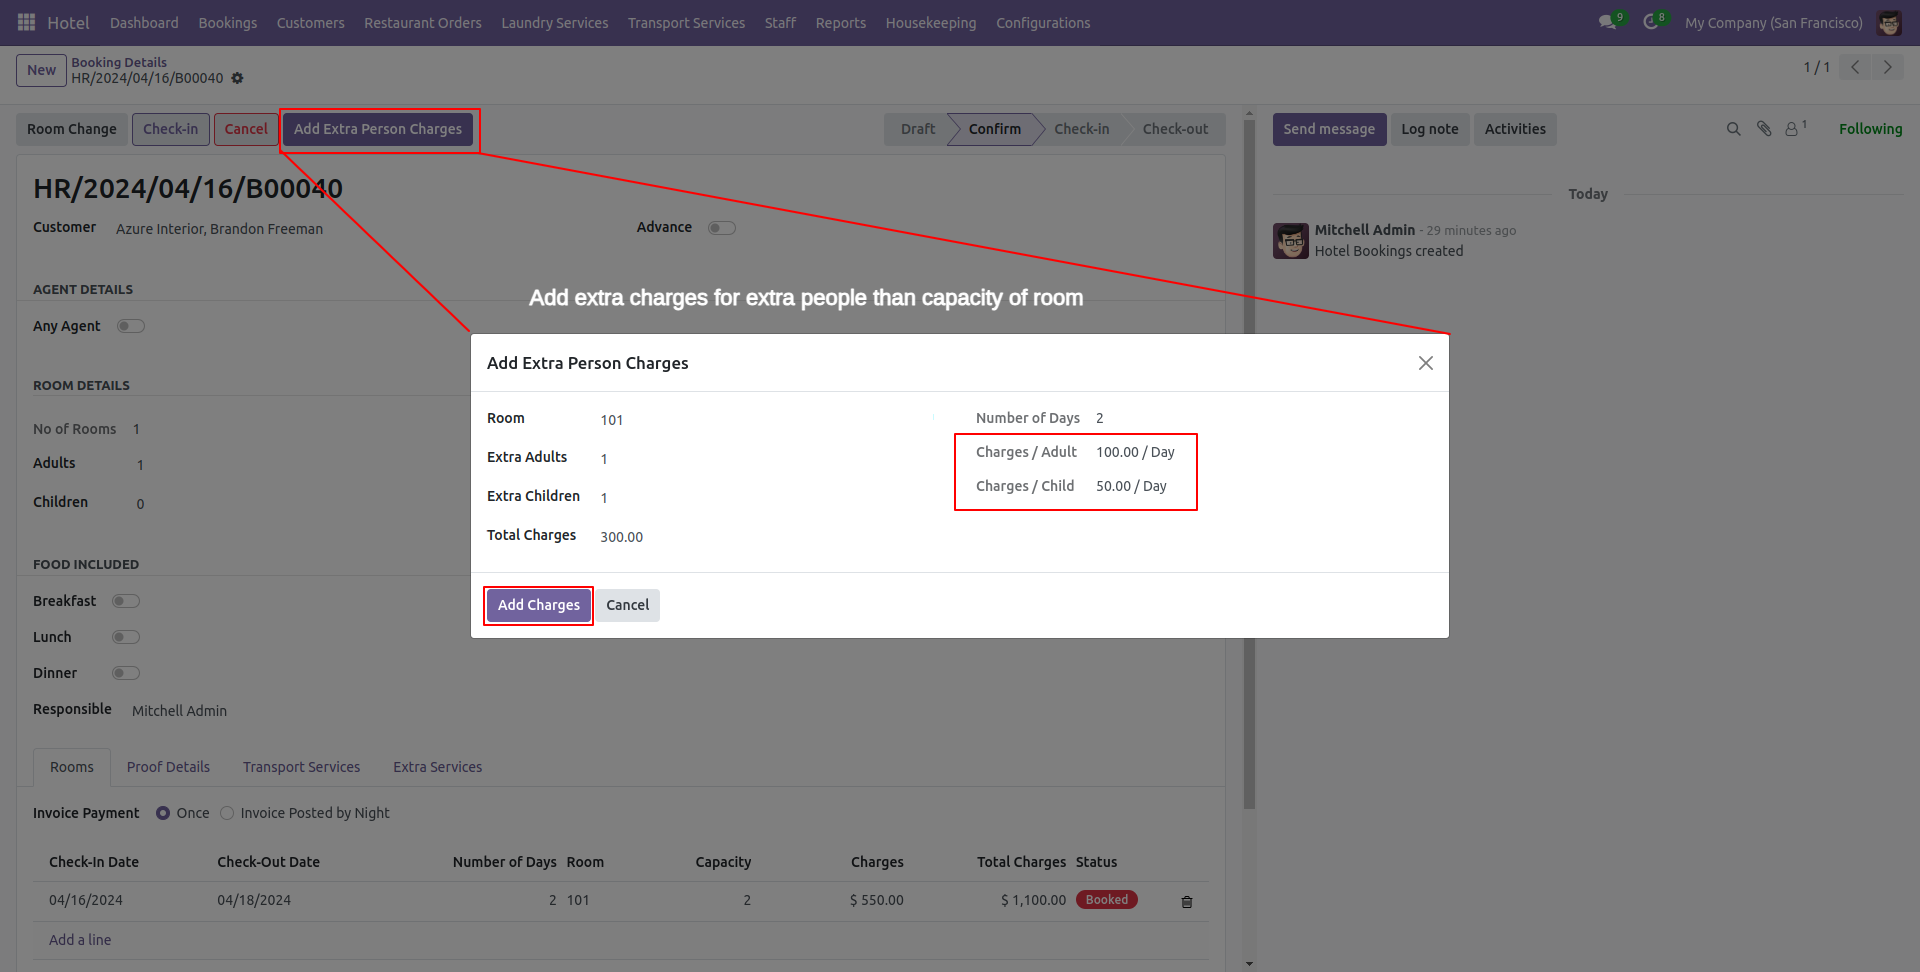 Hotel Dashboard Bookings Customers Restaurant Orders Laundry Services Transport Services Staff Reports Housekeeping Configurations 9 8 My Company (San Francisco)
New Booking Details
HR/2024/04/16/B00040 1 / 1
Room Change Check-in Cancel Add Extra Person Charges Draft Confirm Check-in Check-out Send message Log note Activities 1 Following
HR/2024/04/16/B00040
Today
Customer Azure Interior, Brandon Freeman Advance
Mitchell Admin - 29 minutes ago
Hotel Bookings created
AGENT DETAILS
Add extra charges for extra people than capacity of room
Any Agent
Add Extra Person Charges
ROOM DETAILS
Room 101 Number of Days 2
No of Rooms 1
Charges / Adult 100.00 / Day
Extra Adults 1
Adults 1
Charges / Child 50.00 / Day
Extra Children 1
Children 0
Total Charges 300.00
FOOD INCLUDED
Breakfast
Add Charges Cancel
Lunch
Dinner
Responsible Mitchell Admin
Rooms Proof Details Transport Services Extra Services
Invoice Payment Once Invoice Posted by Night
Check-In Date Check-Out Date Number of Days Room Capacity Charges Total Charges Status
04/16/2024 04/18/2024 2 101 2 $ 550.00 $ 1,100.00 Booked
Add a line